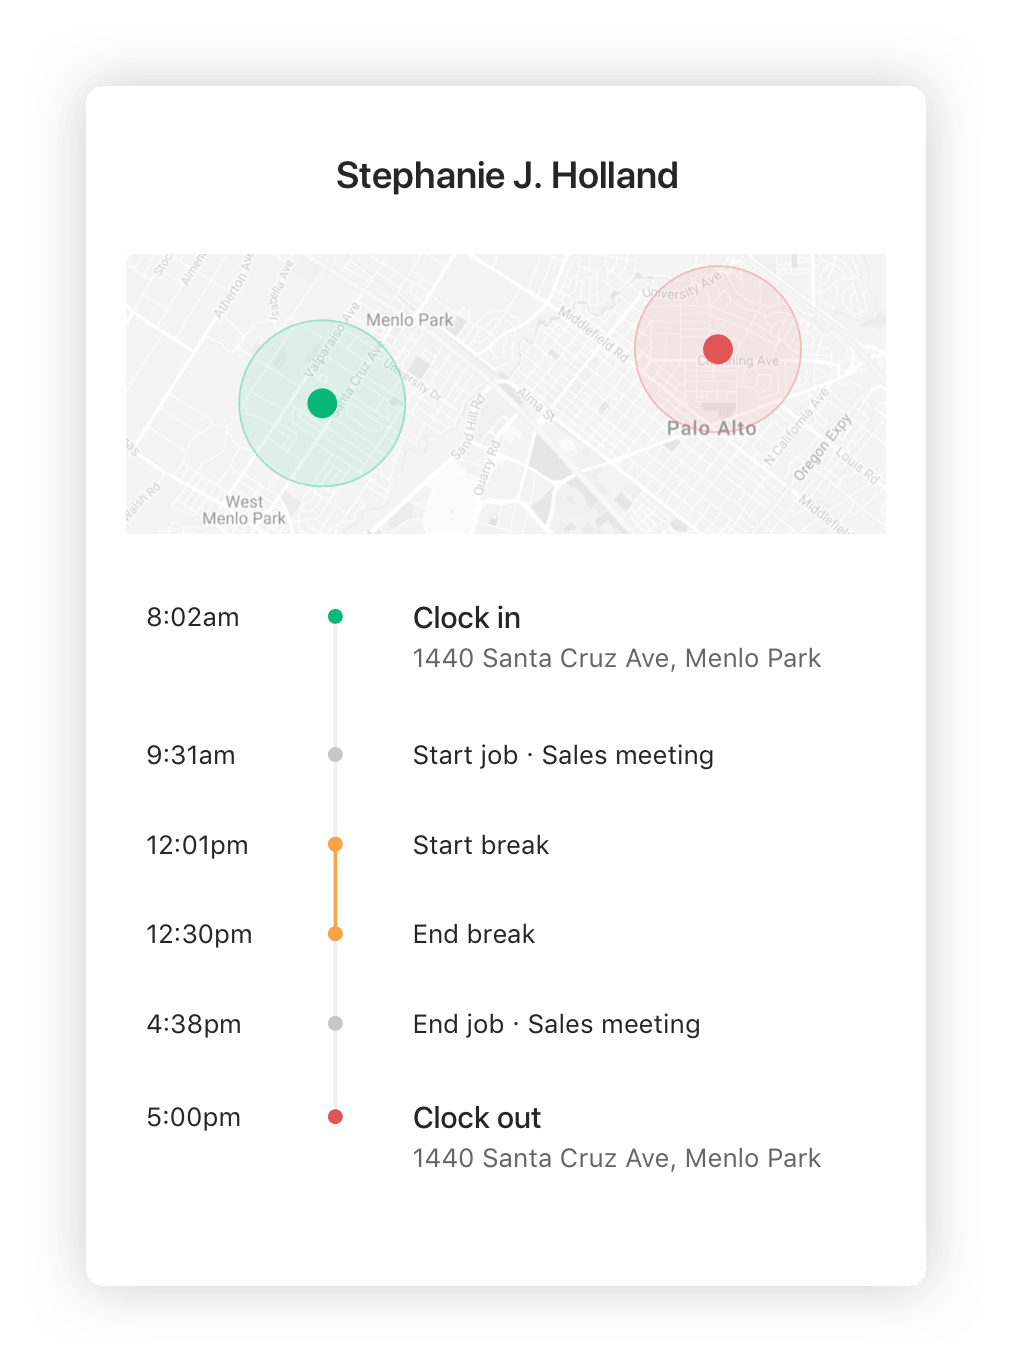 Stephanie J. Holland
Atherton Ave
Isabella Ave
Valparaiso Ave
Menlo Park
Santa Cruz Ave
University Dr
Sand Hill Rd
Quarry Rd
Alma St
Middlefield Rd
University Ave
Channing Ave
Palo Alto
N California Ave
Oregon Expy
Louis Rd
Middlefiel
Walsh Rd
West
Menlo Park
8:02am
Clock in
1440 Santa Cruz Ave, Menlo Park
9:31am
Start job · Sales meeting
12:01pm
Start break
12:30pm
End break
4:38pm
End job · Sales meeting
5:00pm
Clock out
1440 Santa Cruz Ave, Menlo Park